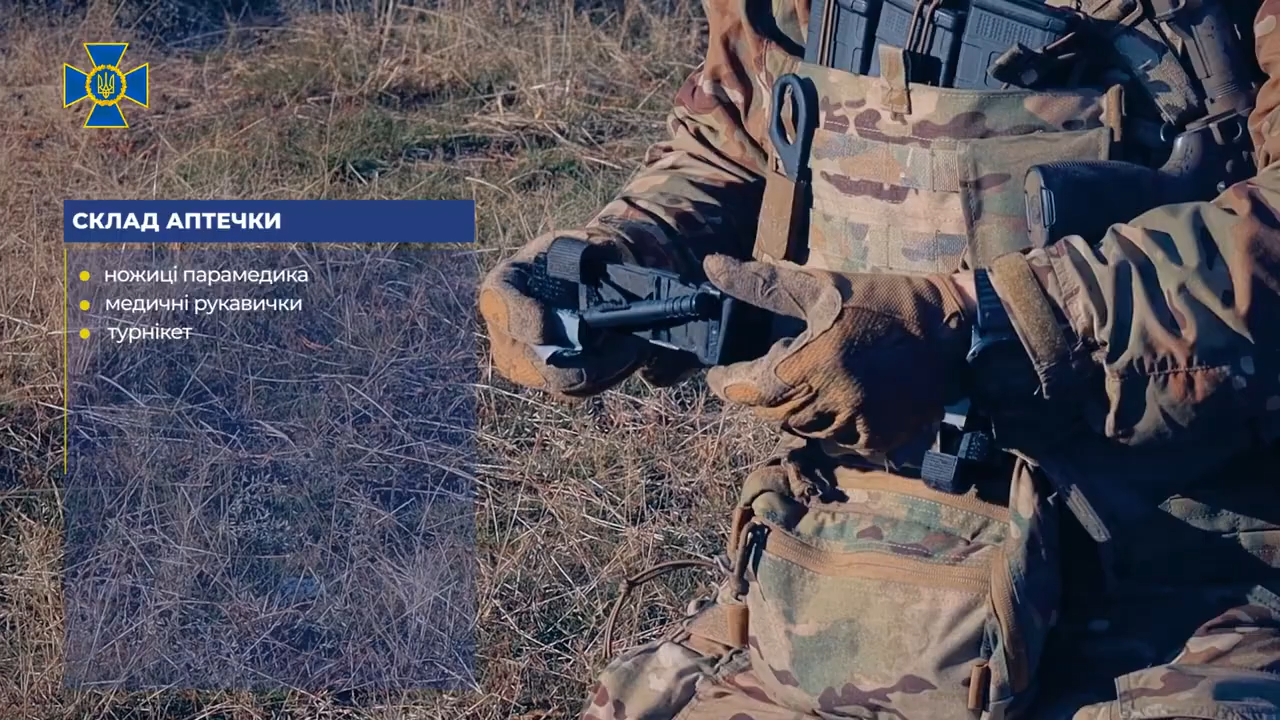 СКЛАД АПТЕЧКИ
ножиці парамедика
медичні рукавички
турнікет